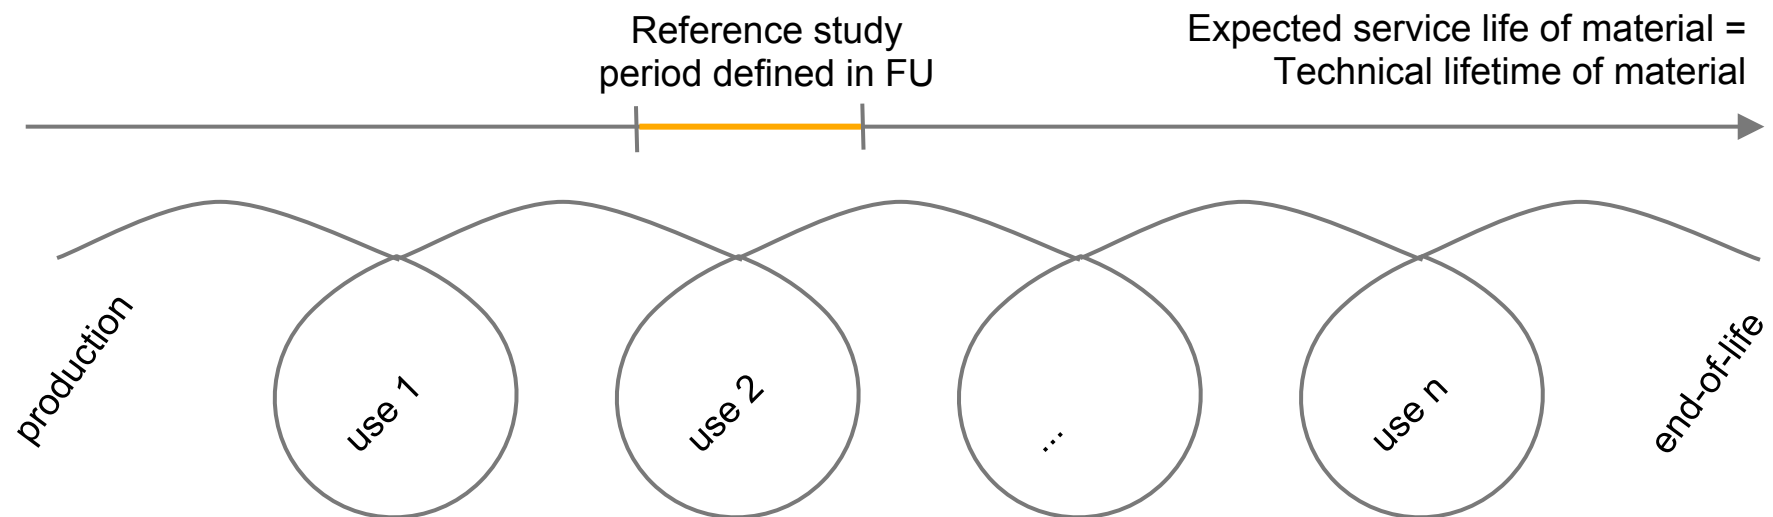 Reference study
period defined in FU
Expected service life of material =
Technical lifetime of material
production
use 1
use 2
...
use n
end-of-life